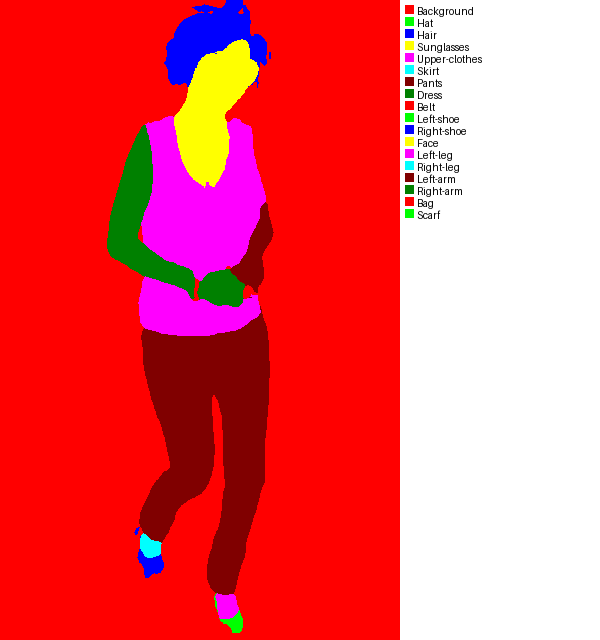 Background
Hat
Hair
Sunglasses
Upper-clothes
Skirt
Pants
Dress
Belt
Left-shoe
Right-shoe
Face
Left-leg
Right-leg
Left-arm
Right-arm
Bag
Scarf